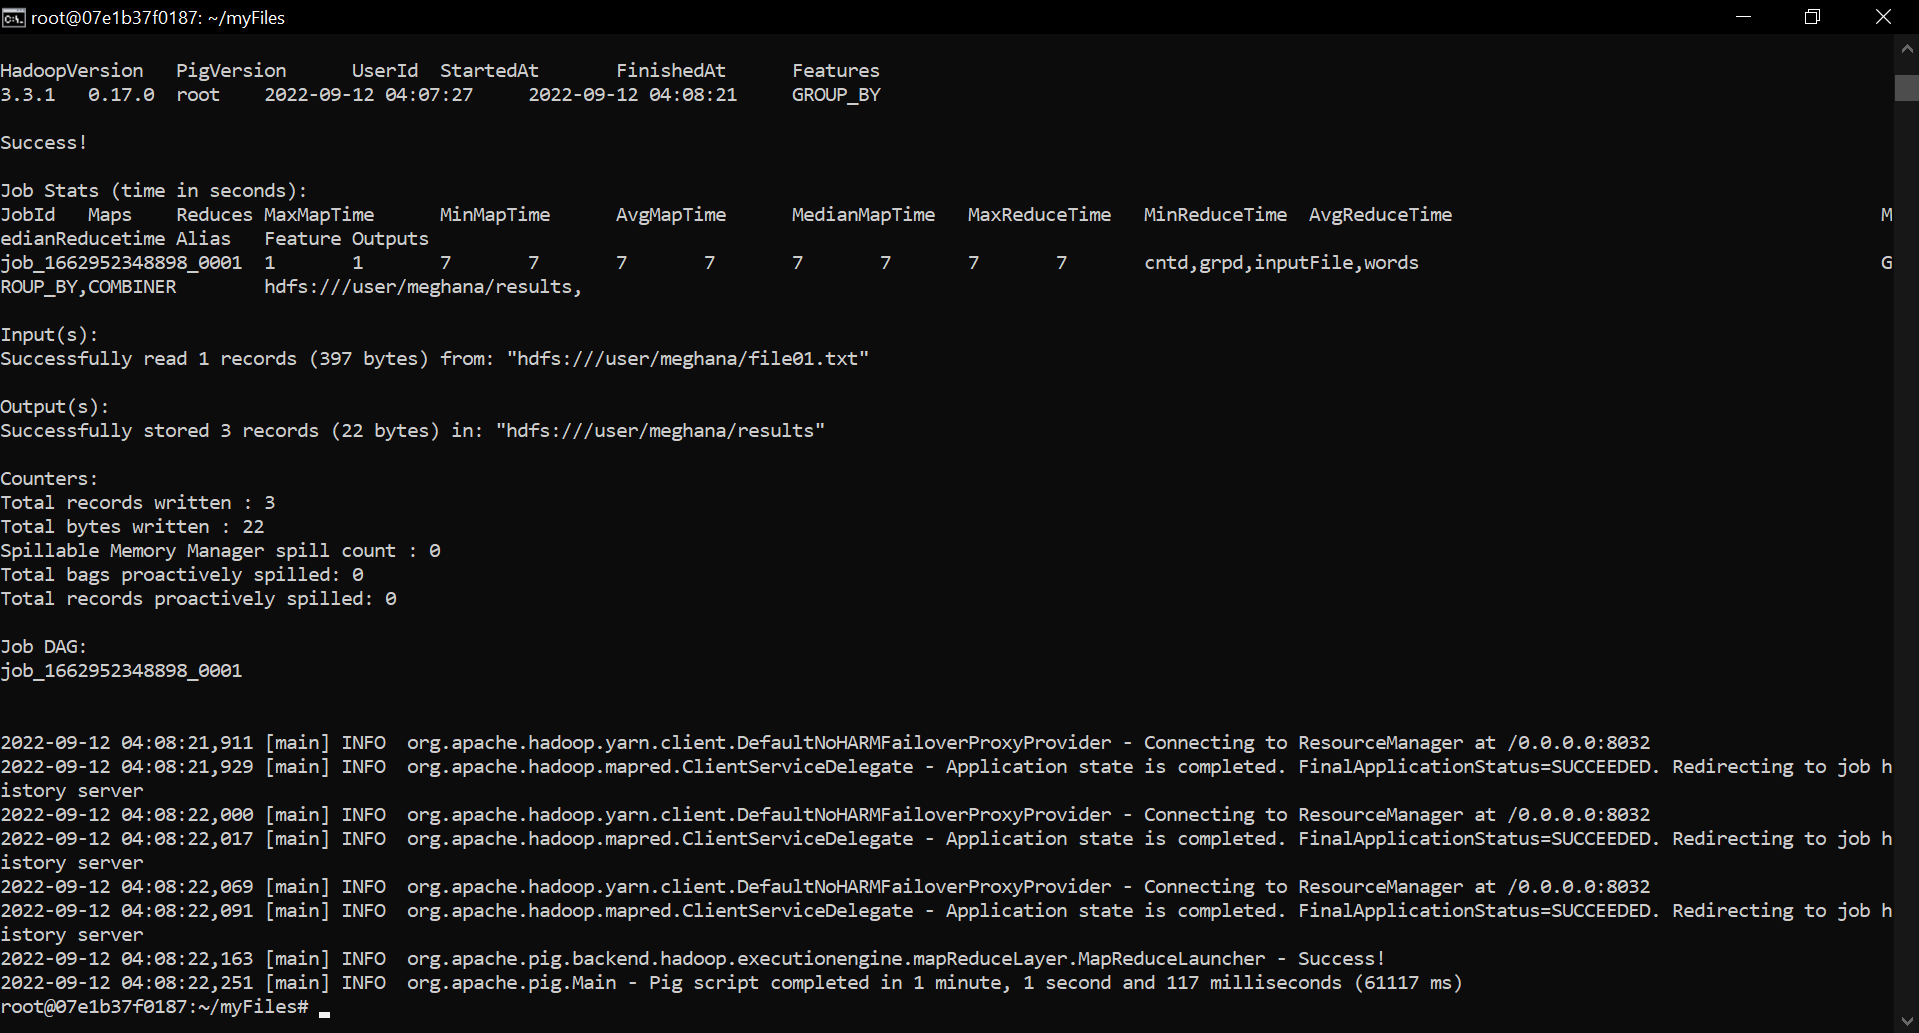 root@07e1b37f0187: ~/myFiles
HadoopVersion   PigVersion      UserId  StartedAt       FinishedAt      Features
3.3.1   0.17.0  root    2022-09-12 04:07:27     2022-09-12 04:08:21     GROUP_BY
Success!
Job Stats (time in seconds):
JobId   Maps    Reduces MaxMapTime      MinMapTime      AvgMapTime      MedianMapTime   MaxReduceTime   MinReduceTime  AvgReduceTime   M
edianReducetime Alias   Feature Outputs
job_1662952348898_0001  1       1       7       7       7       7       7       7       7       7       cntd,grpd,inputFile,words       G
ROUP_BY,COMBINER        hdfs:///user/meghana/results,
Input(s):
Successfully read 1 records (397 bytes) from: "hdfs:///user/meghana/file01.txt"
Output(s):
Successfully stored 3 records (22 bytes) in: "hdfs:///user/meghana/results"
Counters:
Total records written : 3
Total bytes written : 22
Spillable Memory Manager spill count : 0
Total bags proactively spilled: 0
Total records proactively spilled: 0
Job DAG:
job_1662952348898_0001
2022-09-12 04:08:21,911 [main] INFO  org.apache.hadoop.yarn.client.DefaultNoHARMFailoverProxyProvider - Connecting to ResourceManager at /0.0.0.0:8032
2022-09-12 04:08:21,929 [main] INFO  org.apache.hadoop.mapred.ClientServiceDelegate - Application state is completed. FinalApplicationStatus=SUCCEEDED. Redirecting to job h
istory server
2022-09-12 04:08:22,000 [main] INFO  org.apache.hadoop.yarn.client.DefaultNoHARMFailoverProxyProvider - Connecting to ResourceManager at /0.0.0.0:8032
2022-09-12 04:08:22,017 [main] INFO  org.apache.hadoop.mapred.ClientServiceDelegate - Application state is completed. FinalApplicationStatus=SUCCEEDED. Redirecting to job h
istory server
2022-09-12 04:08:22,069 [main] INFO  org.apache.hadoop.yarn.client.DefaultNoHARMFailoverProxyProvider - Connecting to ResourceManager at /0.0.0.0:8032
2022-09-12 04:08:22,091 [main] INFO  org.apache.hadoop.mapred.ClientServiceDelegate - Application state is completed. FinalApplicationStatus=SUCCEEDED. Redirecting to job h
istory server
2022-09-12 04:08:22,163 [main] INFO  org.apache.pig.backend.hadoop.executionengine.mapReduceLayer.MapReduceLauncher - Success!
2022-09-12 04:08:22,251 [main] INFO  org.apache.pig.Main - Pig script completed in 1 minute, 1 second and 117 milliseconds (61117 ms)
root@07e1b37f0187:~/myFiles#